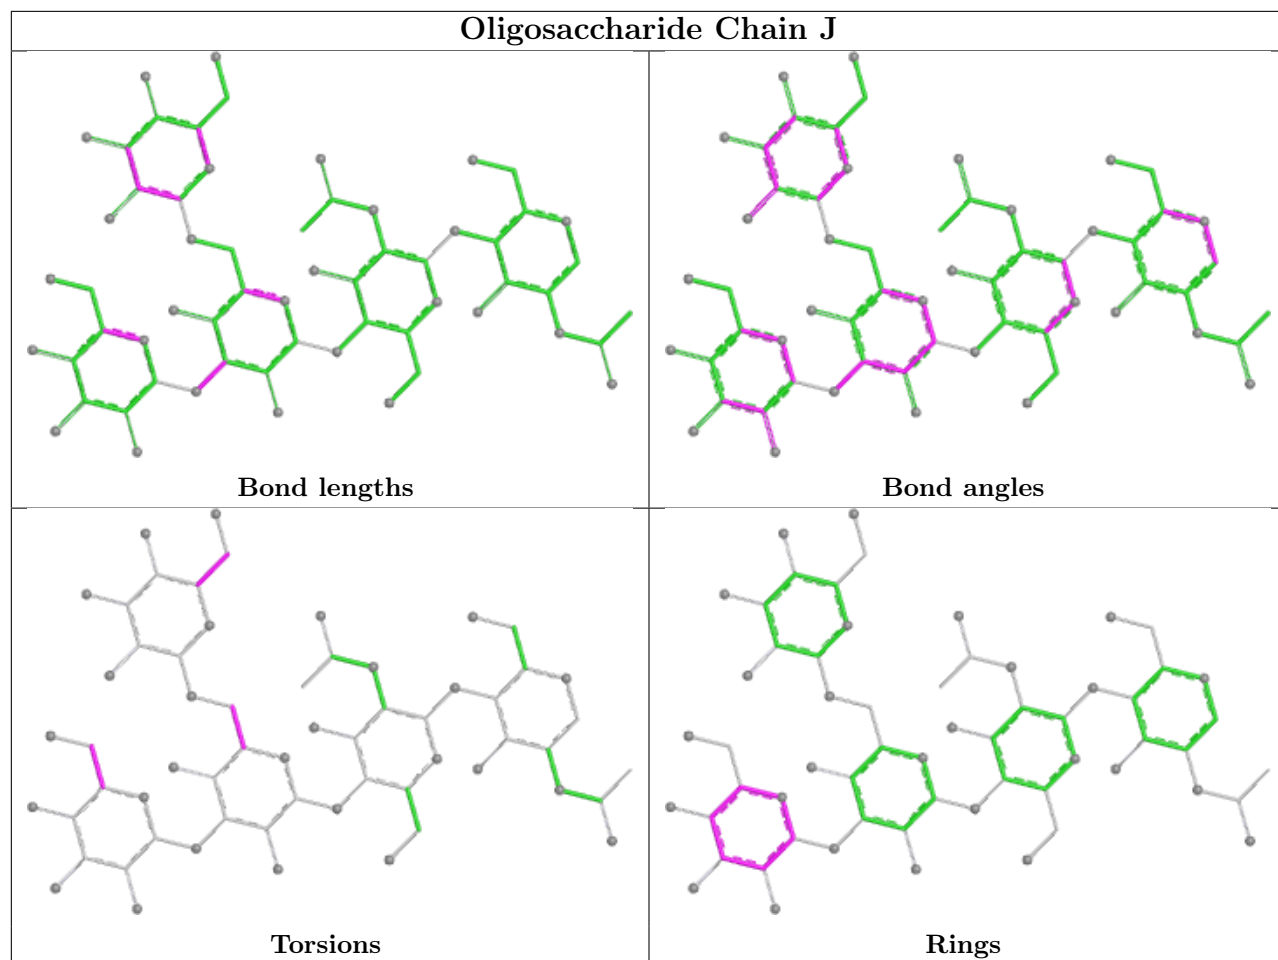 Oligosaccharide Chain J
Bond lengths
Bond angles
Torsions
Rings